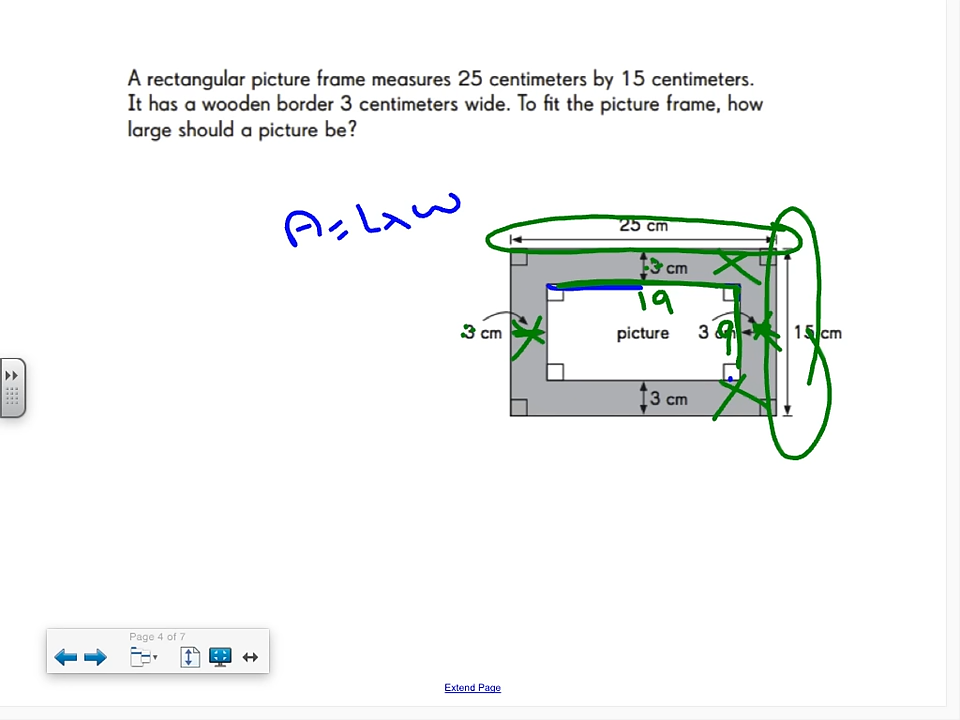 A rectangular picture frame measures 25 centimeters by 15 centimeters.
It has a wooden border 3 centimeters wide. To fit the picture frame, how
large should a picture be?
A = L x W
25 cm
3 cm
19
3 cm
picture
3 cm
9
15 cm
3 cm
Page 4 of 7
Extend Page